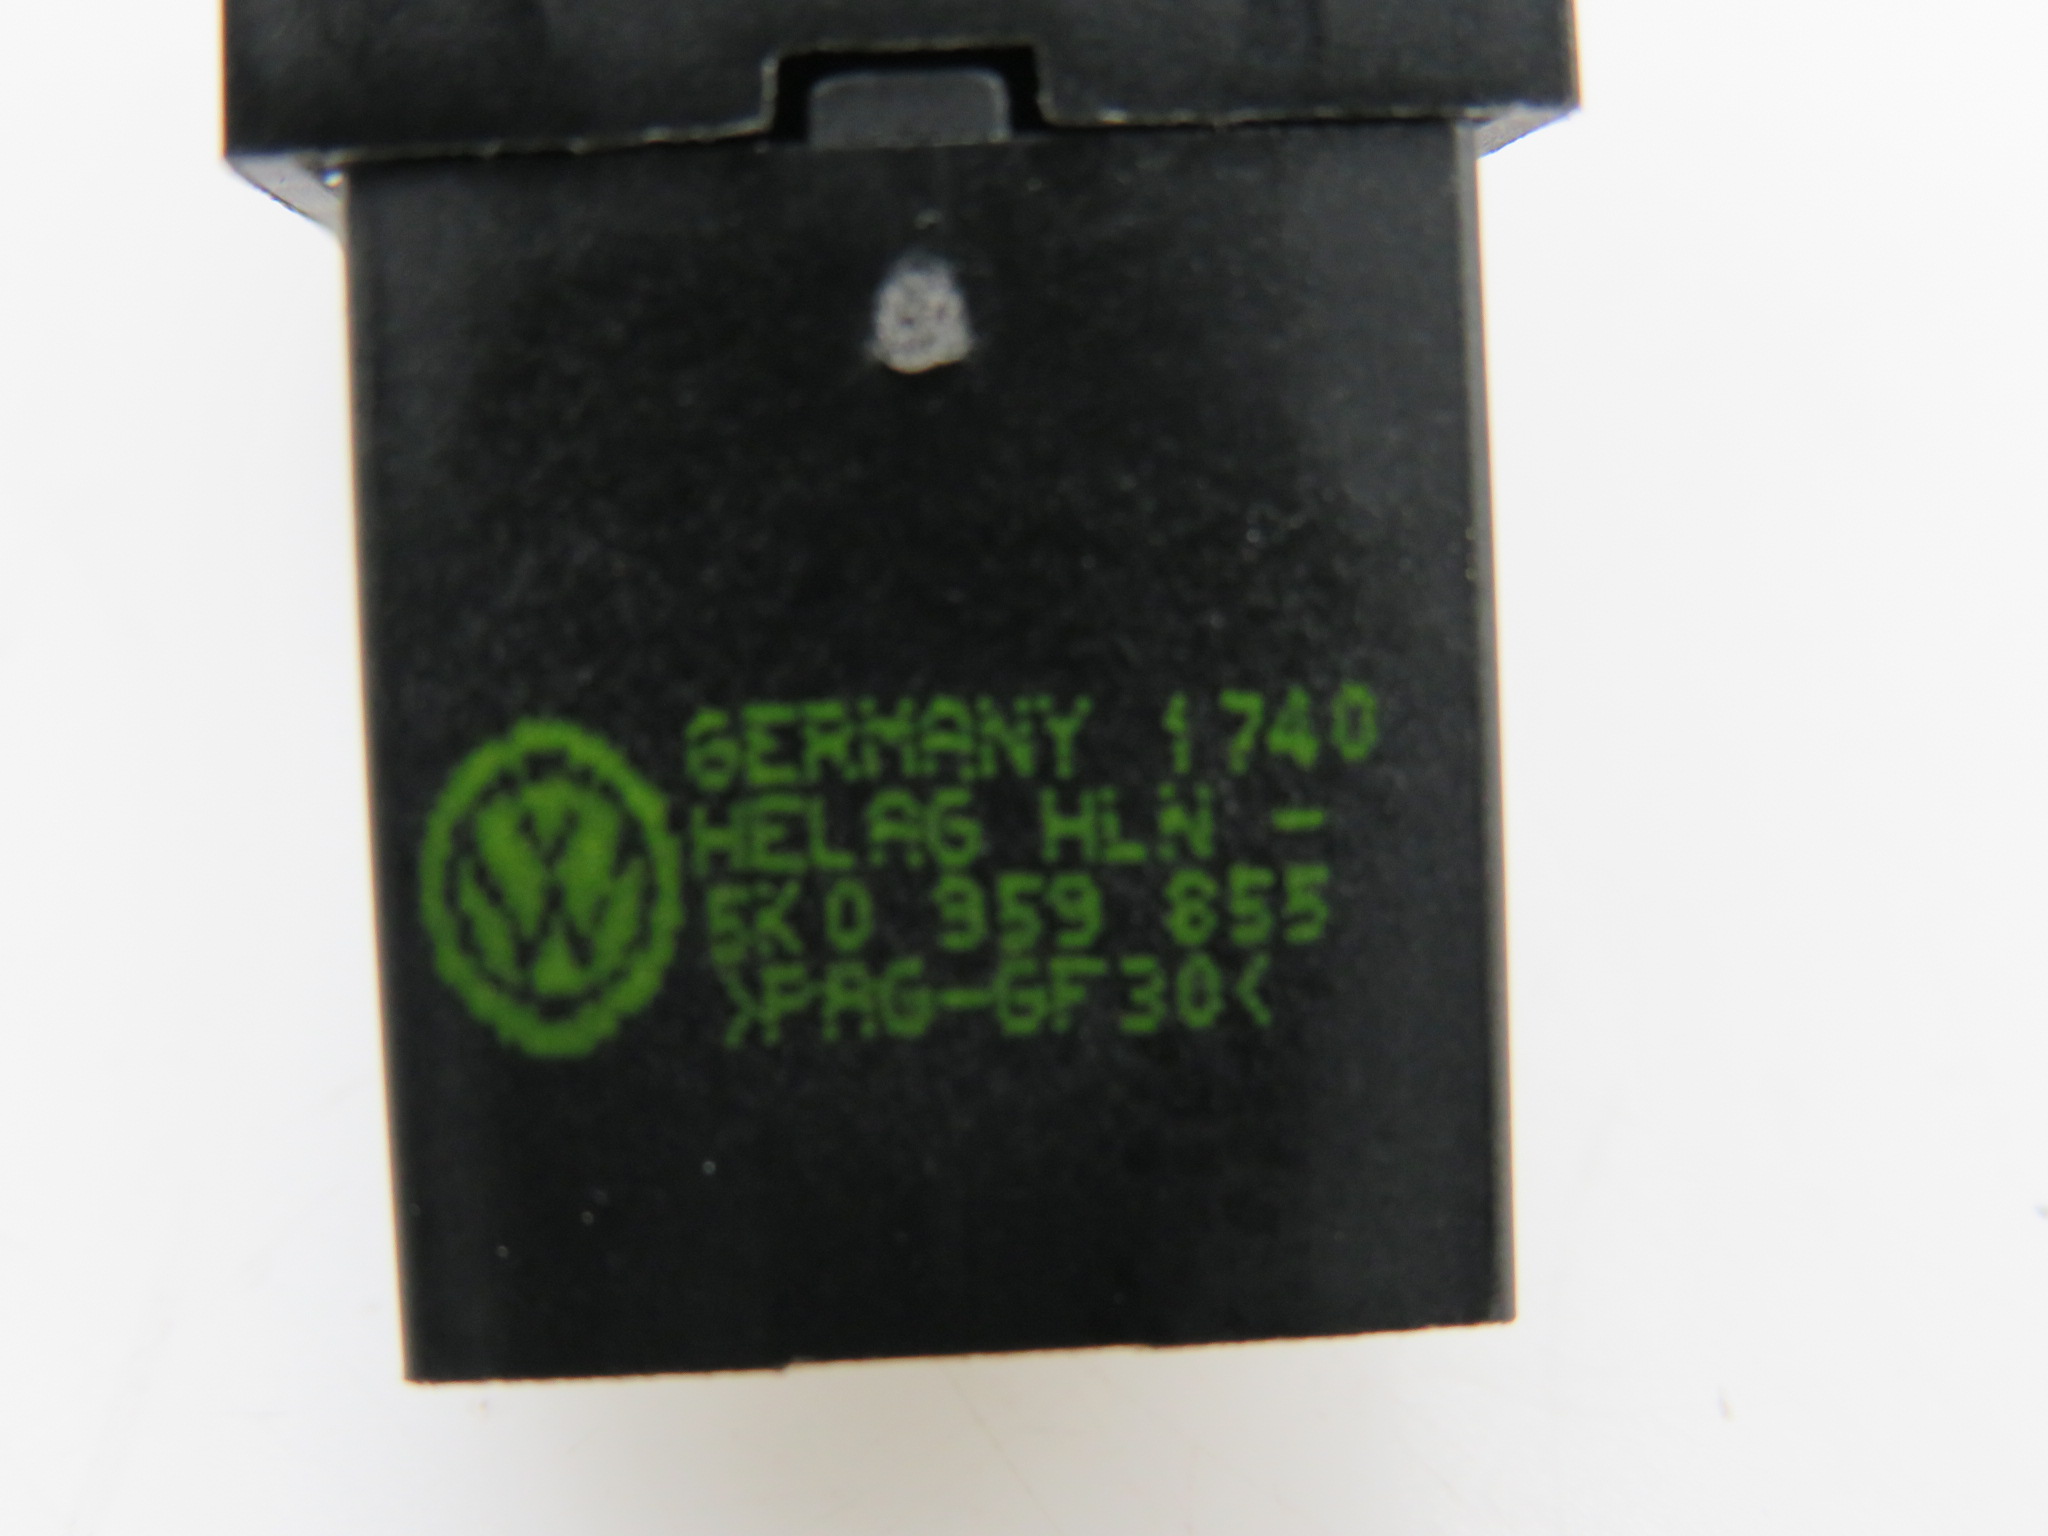 GERMANY 1740
HELAG HLN -
5K0 959 855
>PAG-GF30<